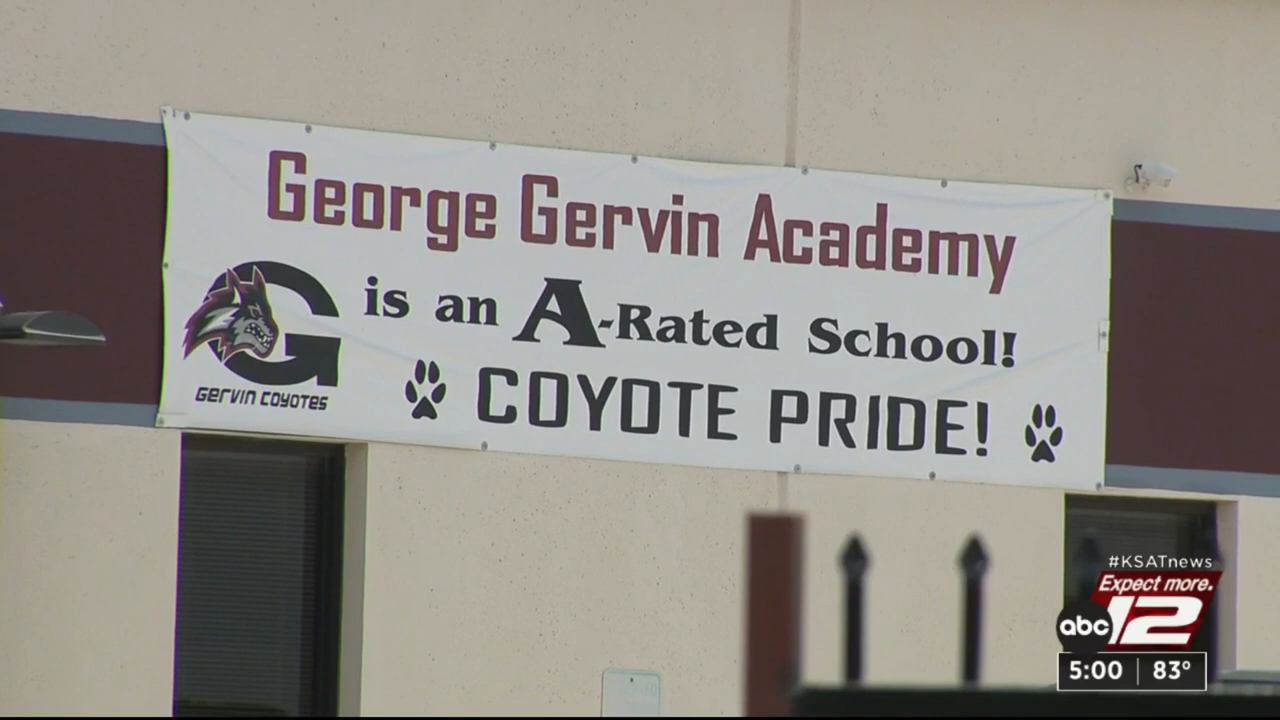 George Gervin Academy
is an A-Rated School!
GERVIN COYOTES
COYOTE PRIDE!
#KSATnews
Expect more.
abc 12
5:00 83°